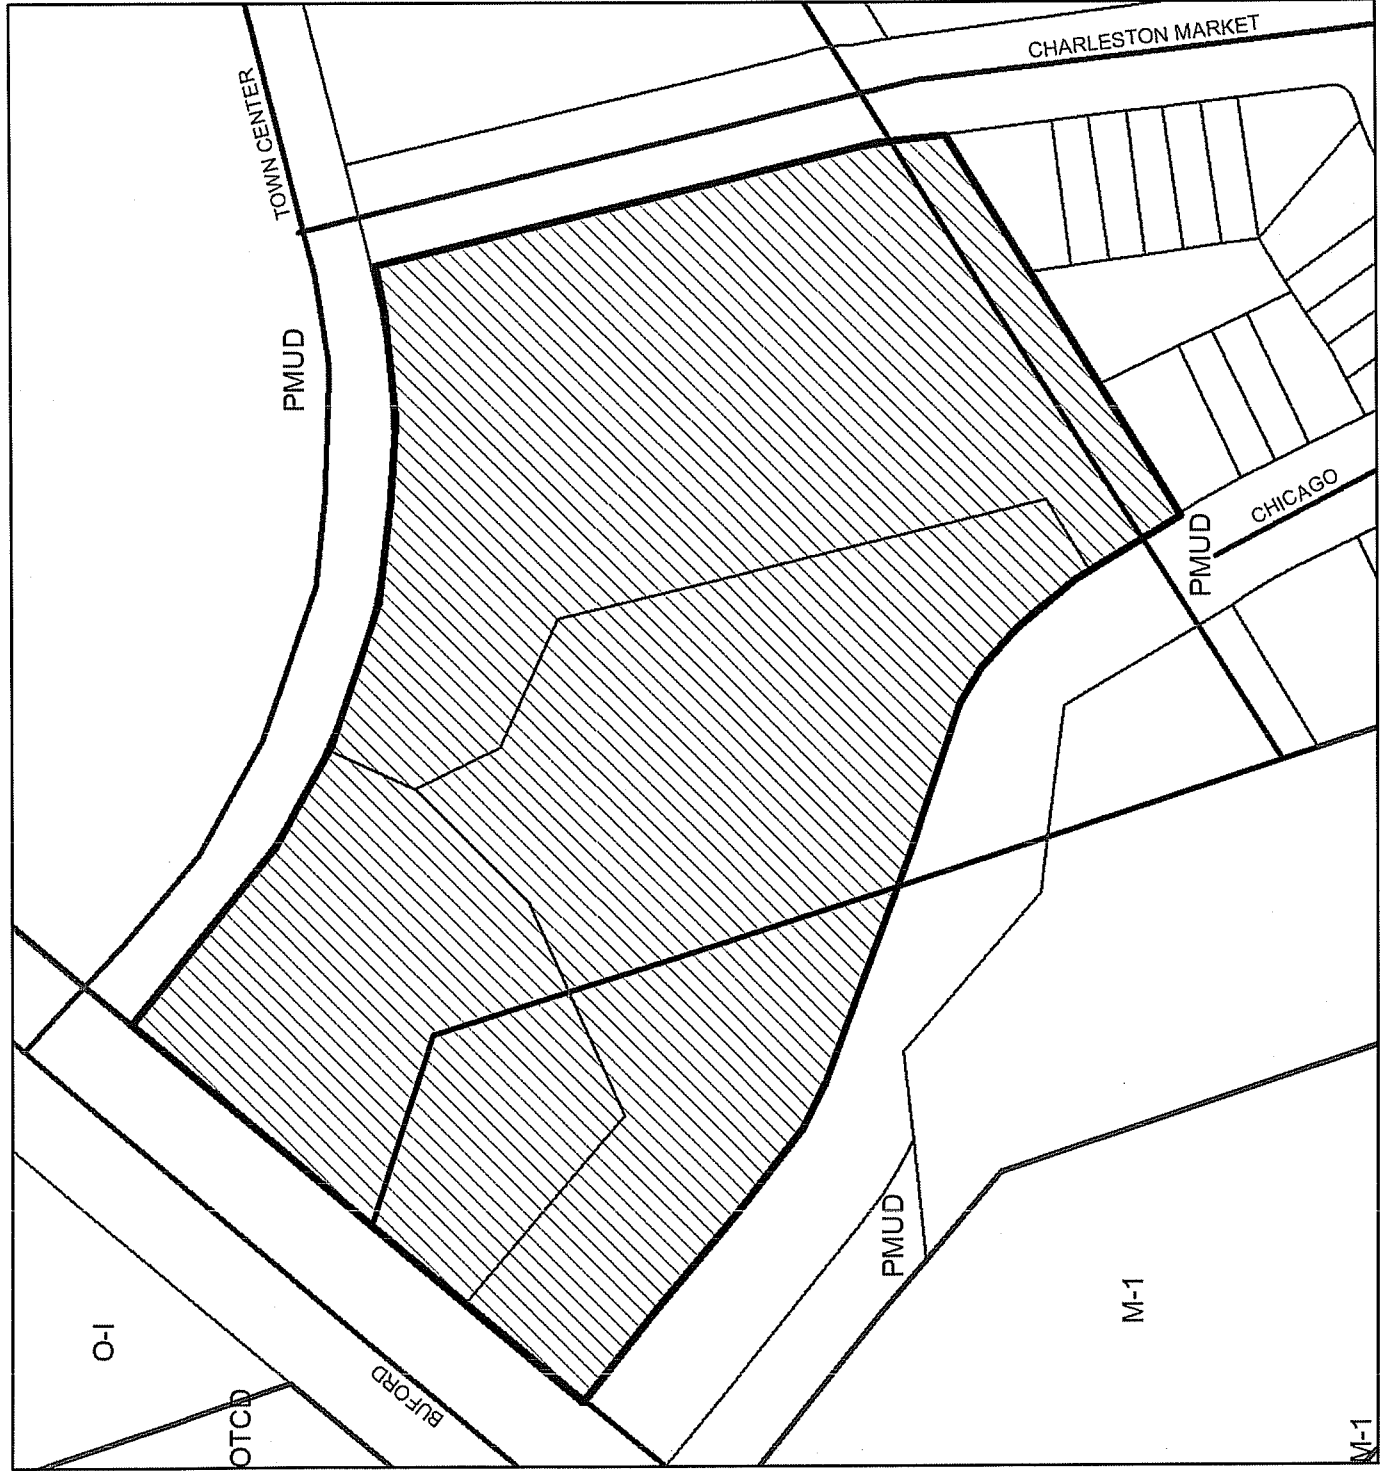 CHARLESTON MARKET
TOWN CENTER
PMUD
CHICAGO
PMUD
PMUD
M-1
O-I
BUFORD
OTCD
M-1